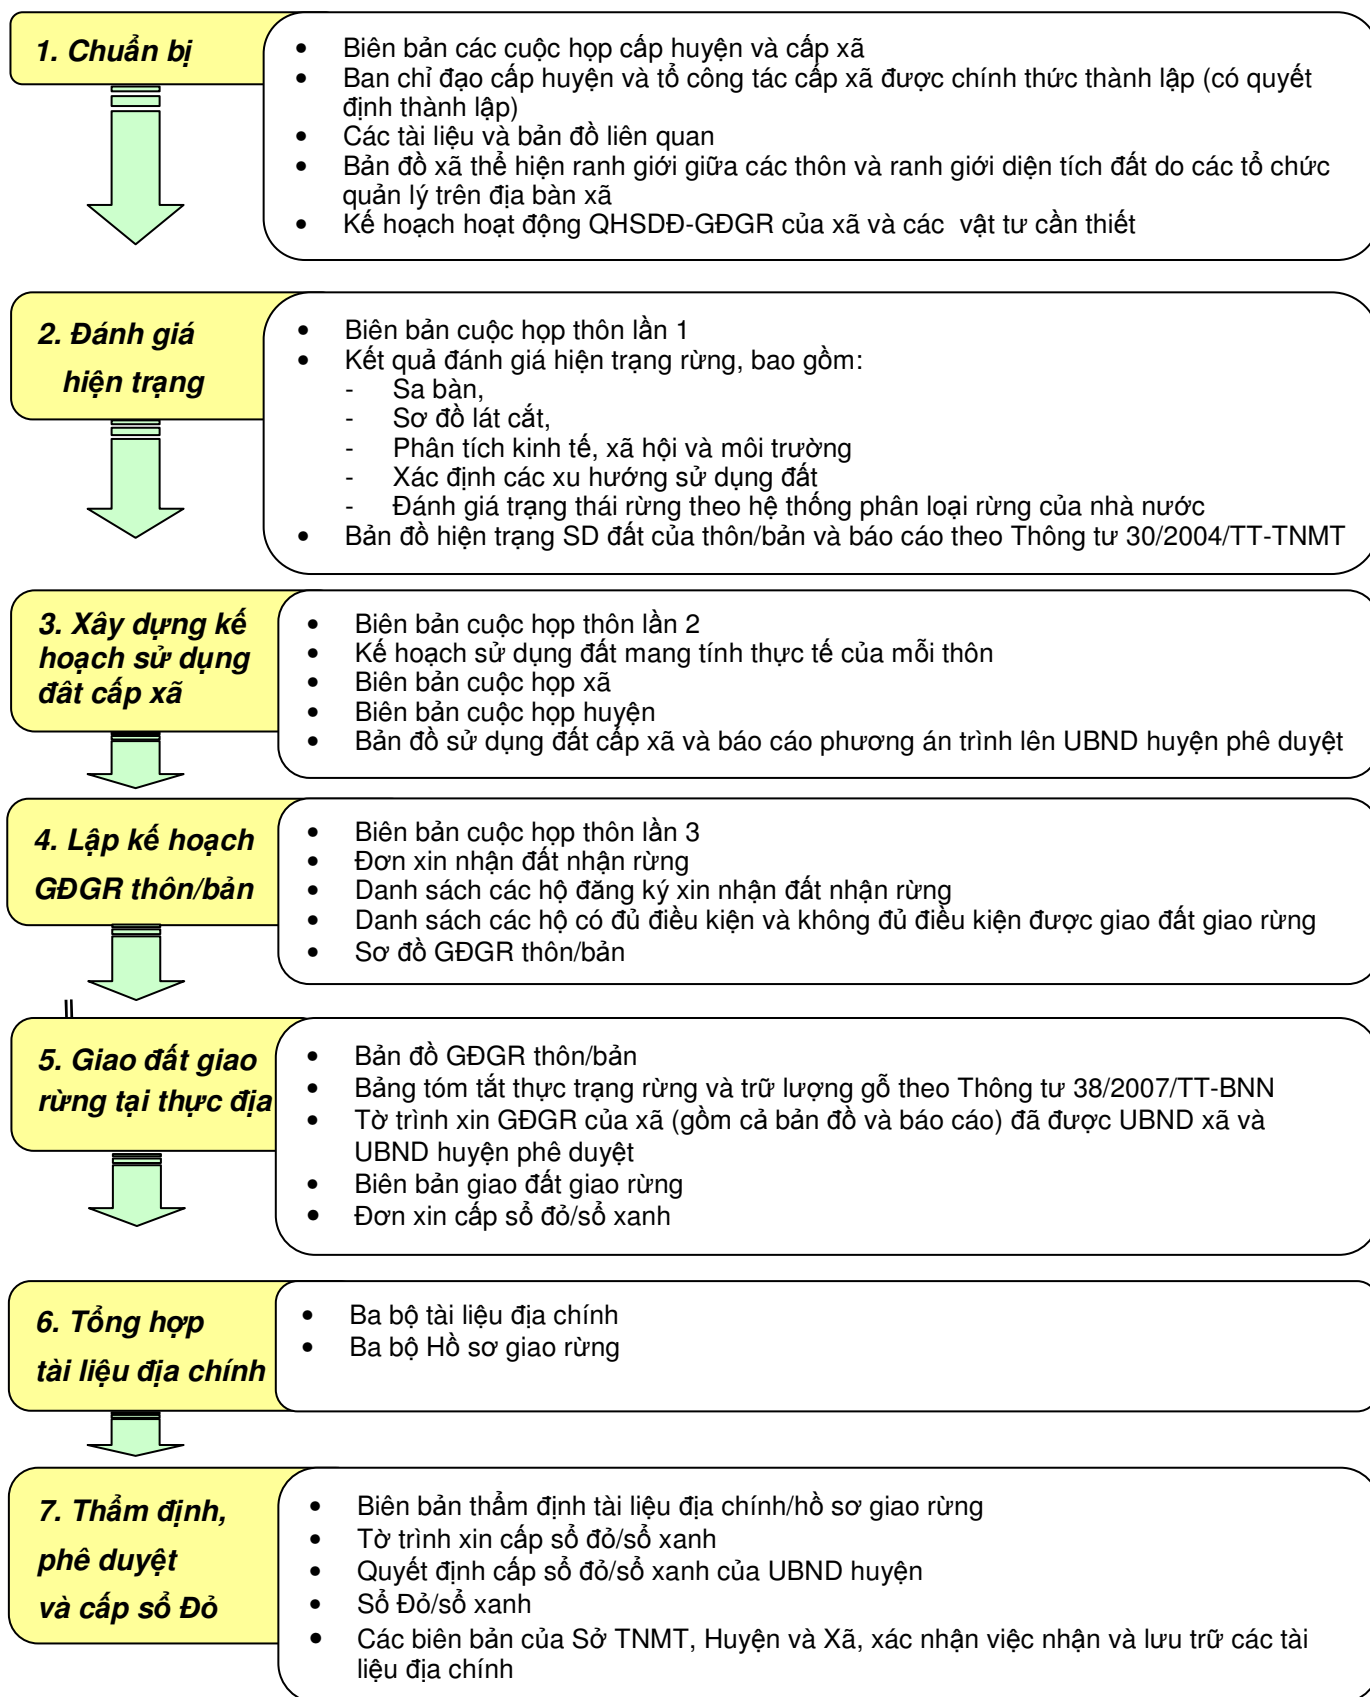 1. Chuẩn bị
• Biên bản các cuộc họp cấp huyện và cấp xã
• Ban chỉ đạo cấp huyện và tổ công tác cấp xã được chính thức thành lập (có quyết
định thành lập)
• Các tài liệu và bản đồ liên quan
• Bản đồ xã thể hiện ranh giới giữa các thôn và ranh giới diện tích đất do các tổ chức
quản lý trên địa bàn xã
• Kế hoạch hoạt động QHSDĐ-GĐGR của xã và các vật tư cần thiết
2. Đánh giá
hiện trạng
• Biên bản cuộc họp thôn lần 1
• Kết quả đánh giá hiện trạng rừng, bao gồm:
- Sa bàn,
- Sơ đồ lát cắt,
- Phân tích kinh tế, xã hội và môi trường
- Xác định các xu hướng sử dụng đất
- Đánh giá trạng thái rừng theo hệ thống phân loại rừng của nhà nước
• Bản đồ hiện trạng SD đất của thôn/bản và báo cáo theo Thông tư 30/2004/TT-TNMT
3. Xây dựng kế
hoạch sử dụng
đât cấp xã
• Biên bản cuộc họp thôn lần 2
• Kế hoạch sử dụng đất mang tính thực tế của mỗi thôn
• Biên bản cuộc họp xã
• Biên bản cuộc họp huyện
• Bản đồ sử dụng đất cấp xã và báo cáo phương án trình lên UBND huyện phê duyệt
4. Lập kế hoạch
GĐGR thôn/bản
• Biên bản cuộc họp thôn lần 3
• Đơn xin nhận đất nhận rừng
• Danh sách các hộ đăng ký xin nhận đất nhận rừng
• Danh sách các hộ có đủ điều kiện và không đủ điều kiện được giao đất giao rừng
• Sơ đồ GĐGR thôn/bản
5. Giao đất giao
rừng tại thực địa
• Bản đồ GĐGR thôn/bản
• Bảng tóm tắt thực trạng rừng và trữ lượng gỗ theo Thông tư 38/2007/TT-BNN
• Tờ trình xin GĐGR của xã (gồm cả bản đồ và báo cáo) đã được UBND xã và
UBND huyện phê duyệt
• Biên bản giao đất giao rừng
• Đơn xin cấp sổ đỏ/sổ xanh
6. Tổng hợp
tài liệu địa chính
• Ba bộ tài liệu địa chính
• Ba bộ Hồ sơ giao rừng
7. Thẩm định,
phê duyệt
và cấp sổ Đỏ
• Biên bản thẩm định tài liệu địa chính/hồ sơ giao rừng
• Tờ trình xin cấp sổ đỏ/sổ xanh
• Quyết định cấp sổ đỏ/sổ xanh của UBND huyện
• Sổ Đỏ/sổ xanh
• Các biên bản của Sở TNMT, Huyện và Xã, xác nhận việc nhận và lưu trữ các tài
liệu địa chính